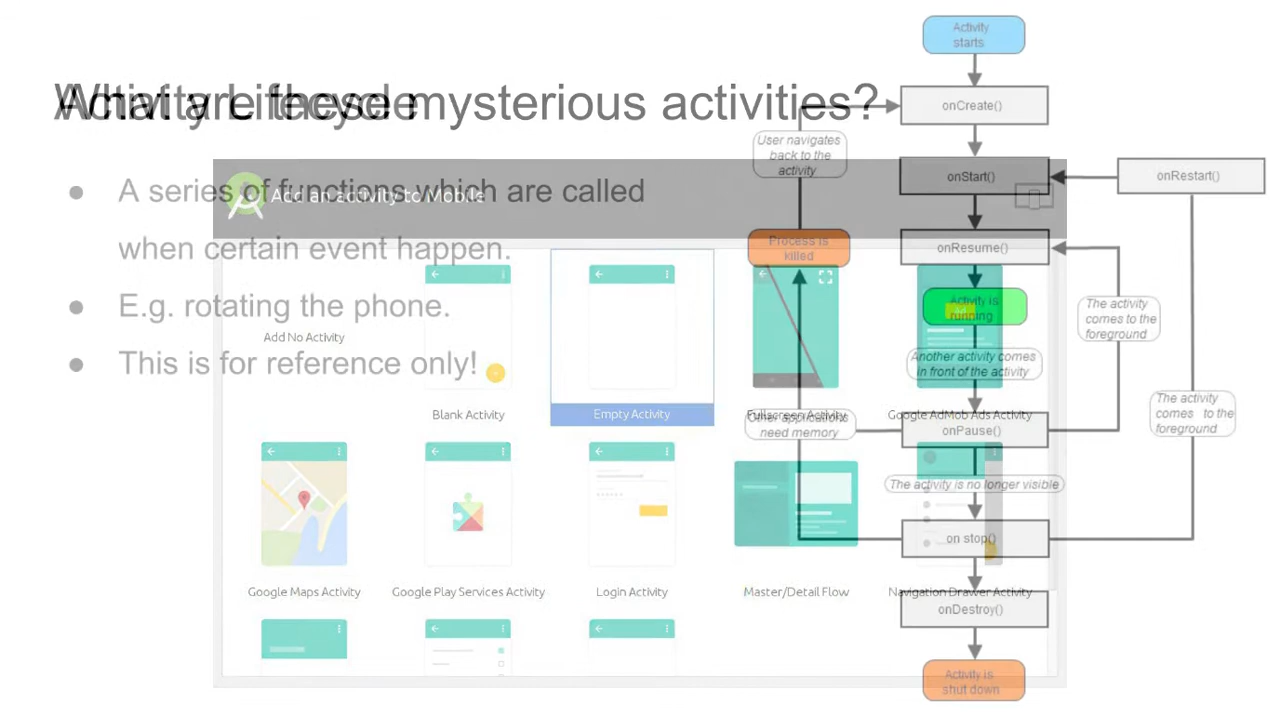 What are these mysterious activities?
Activity Lifecycle
A series of functions which are called
when certain event happen.
E.g. rotating the phone.
This is for reference only!
Add an activity to Mobile
Add No Activity
Blank Activity
Empty Activity
Fullscreen Activity
Google AdMob Ads Activity
Google Maps Activity
Google Play Services Activity
Login Activity
Master/Detail Flow
Navigation Drawer Activity
Activity
starts
onCreate()
User navigates
back to the
activity
onStart()
onRestart()
Process is
killed
onResume()
Activity is
running
The activity
comes to the
foreground
Another activity comes
in front of the activity
Other applications
need memory
onPause()
The activity
comes to the
foreground
The activity is no longer visible
on stop()
onDestroy()
Activity is
shut down